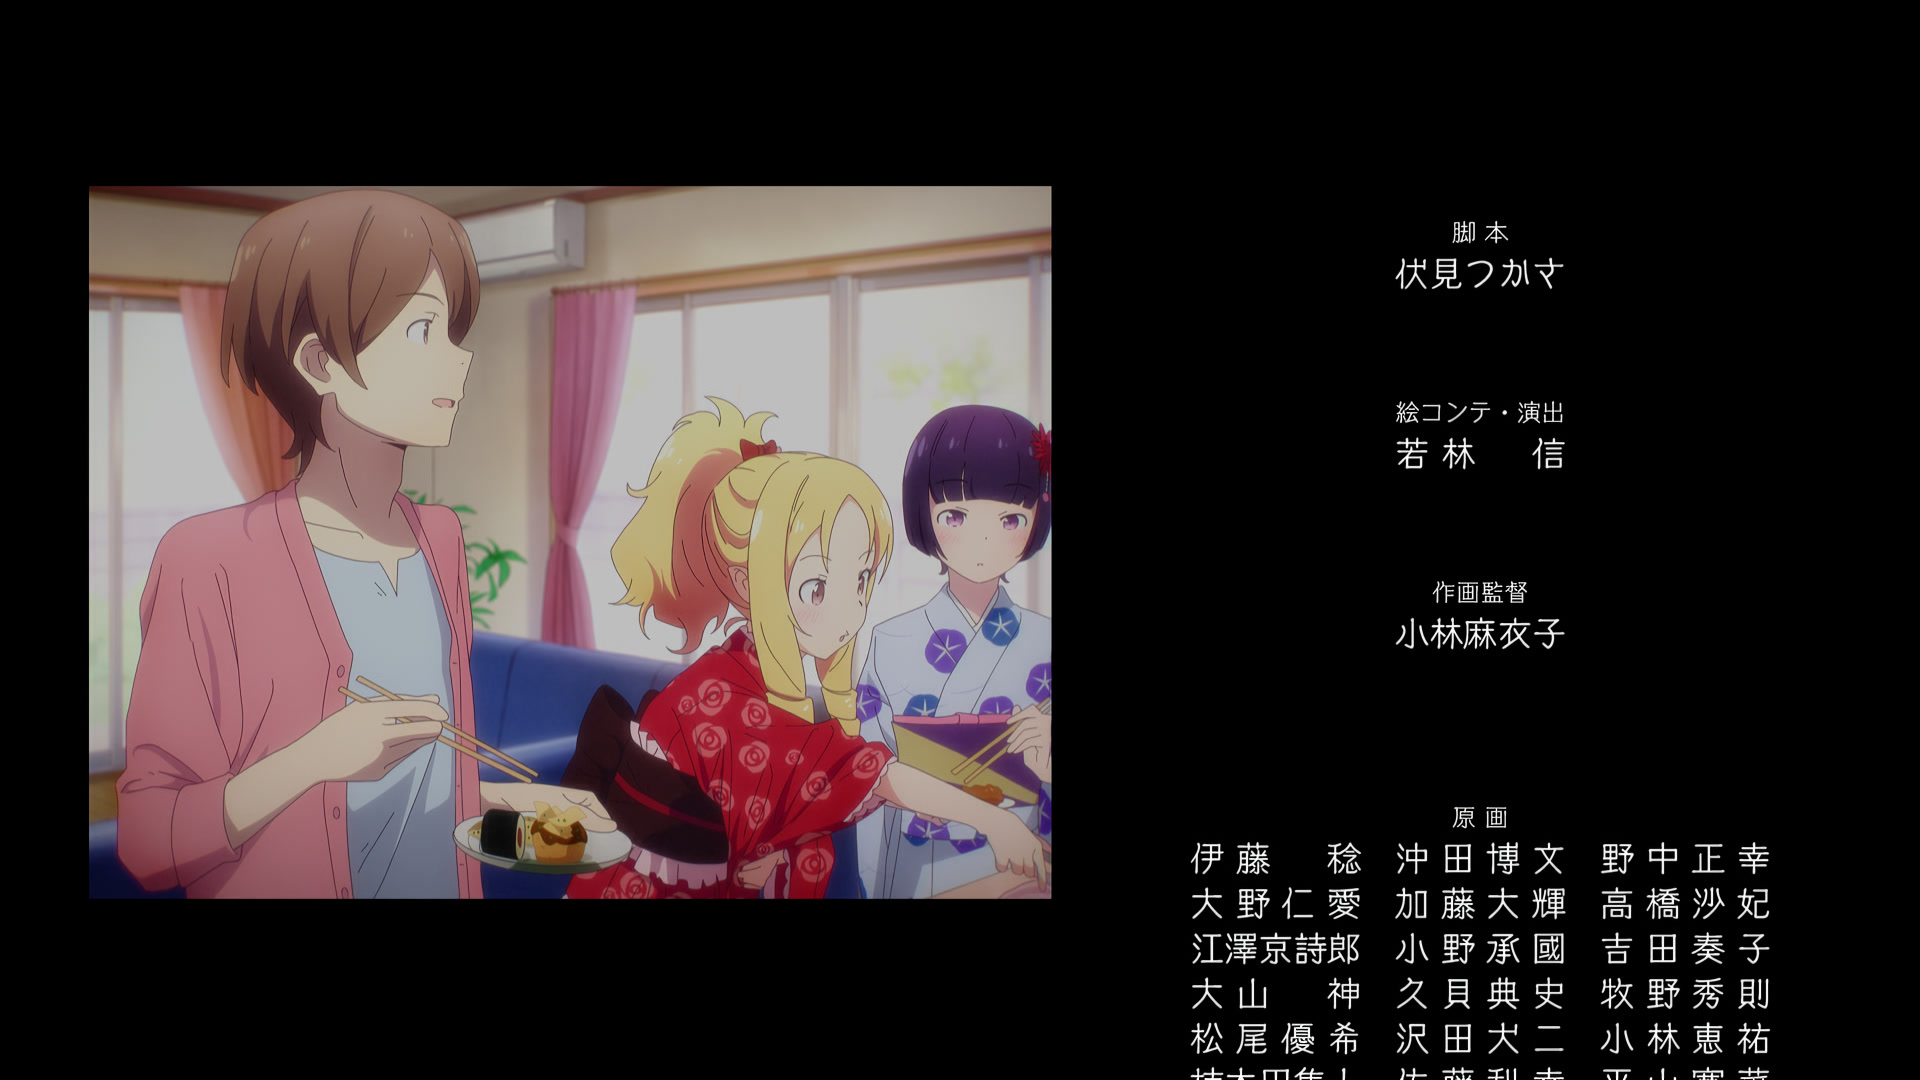 脚本
伏見つかさ
絵コンテ・演出
若林 信
作画監督
小林麻衣子
原画
伊藤 稔 沖田博文 野中正幸
大野仁愛 加藤大輝 高橋沙妃
江澤京詩郎 小野承國 吉田奏子
大山 神 久貝典史 牧野秀則
松尾優希 沢田犬二 小林恵祐